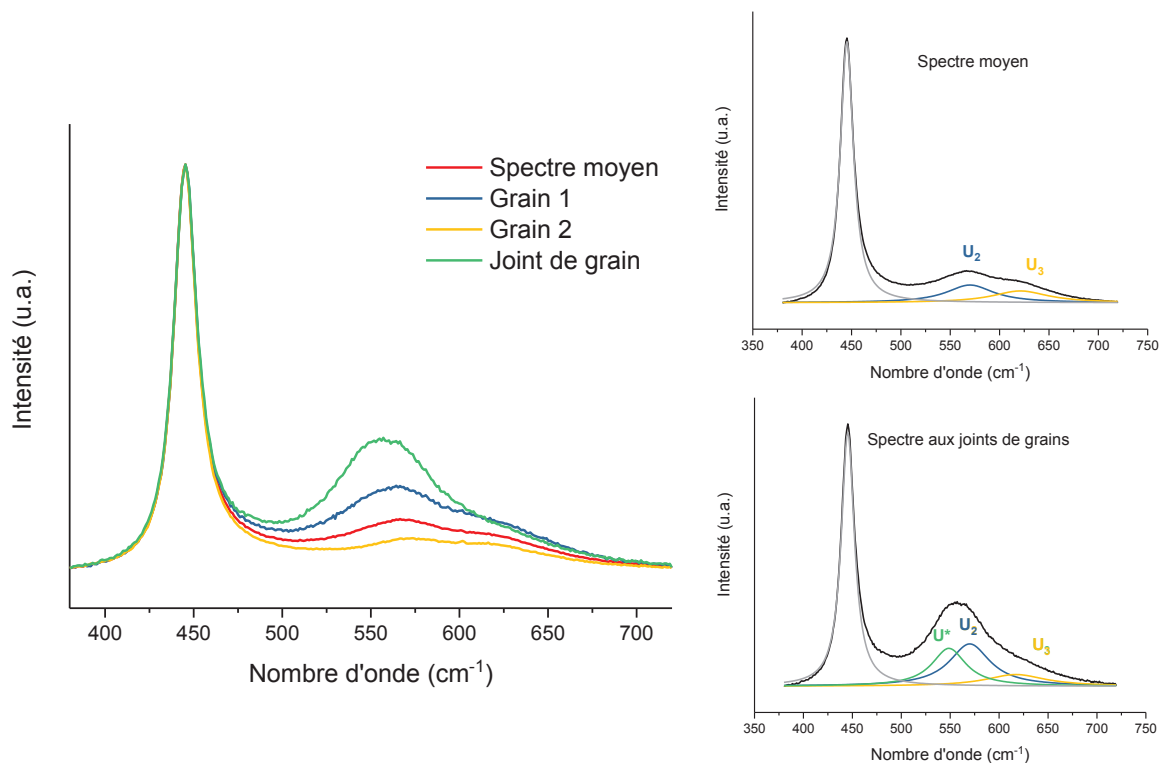 Intensité (u.a.)
Spectre moyen
Grain 1
Grain 2
Joint de grain
400 450 500 550 600 650 700
Nombre d'onde (cm⁻¹)
Intensité (u.a.)
Spectre moyen
U₂
U₃
350 400 450 500 550 600 650 700 750
Nombre d'onde (cm⁻¹)
Intensité (u.a.)
Spectre aux joints de grains
U* U₂
U₃
350 400 450 500 550 600 650 700 750
Nombre d'onde (cm⁻¹)